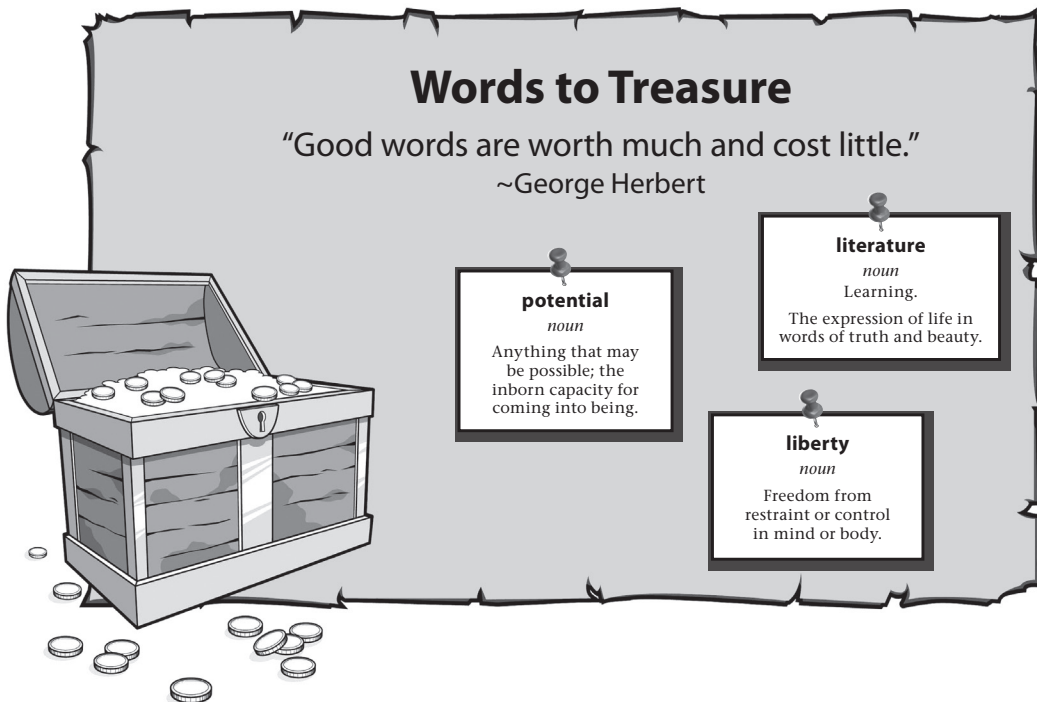 Words to Treasure
“Good words are worth much and cost little.”
~George Herbert
potential
noun
Anything that may
be possible; the
inborn capacity for
coming into being.
literature
noun
Learning.
The expression of life in
words of truth and beauty.
liberty
noun
Freedom from
restraint or control
in mind or body.